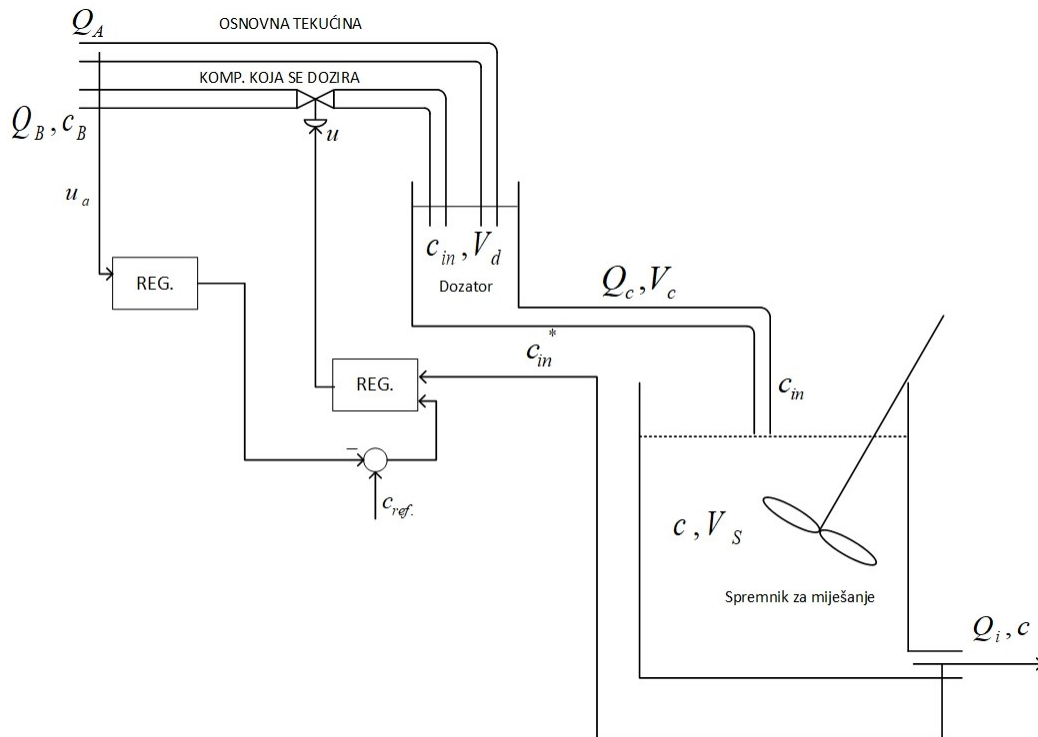 Q_A
OSNOVNA TEKUĆINA
KOMP. KOJA SE DOZIRA
Q_B, c_B
u
u_a
c_in, V_d
Dozator
REG.
Q_c, V_c
c_in*
REG.
c_in
−
c_ref.
c, V_S
Spremnik za miješanje
Q_i, c